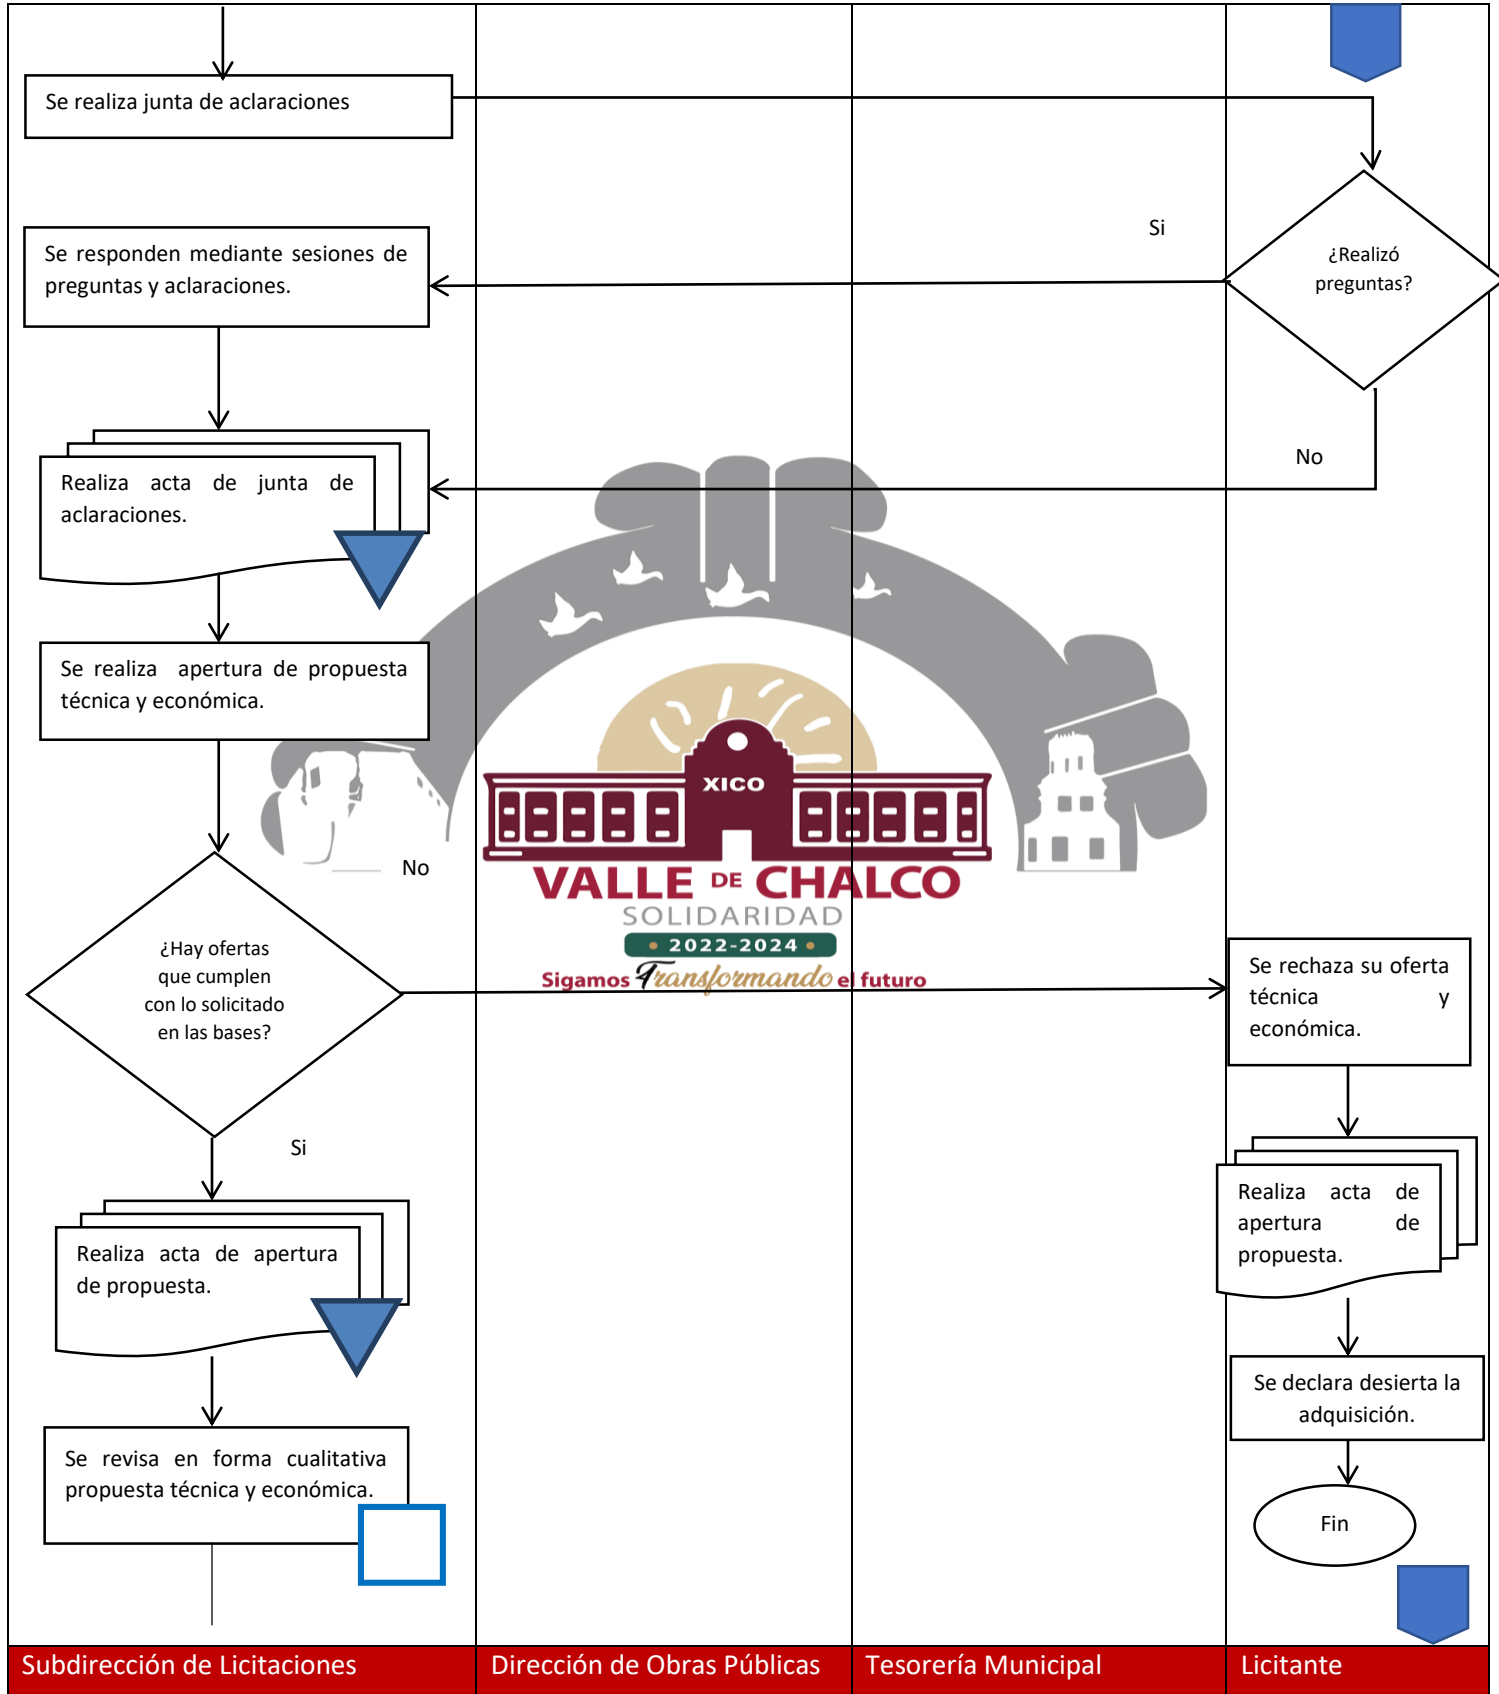 Se realiza junta de aclaraciones
Si
¿Realizó
preguntas?
Se responden mediante sesiones de
preguntas y aclaraciones.
No
Realiza acta de junta de
aclaraciones.
Se realiza apertura de propuesta
técnica y económica.
XICO
No
VALLE DE CHALCO
SOLIDARIDAD
2022-2024
Sigamos Transformando el futuro
¿Hay ofertas
que cumplen
con lo solicitado
en las bases?
Se rechaza su oferta
técnica y
económica.
Si
Realiza acta de
apertura de
propuesta.
Realiza acta de apertura
de propuesta.
Se declara desierta la
adquisición.
Se revisa en forma cualitativa
propuesta técnica y económica.
Fin
Subdirección de Licitaciones
Dirección de Obras Públicas
Tesorería Municipal
Licitante